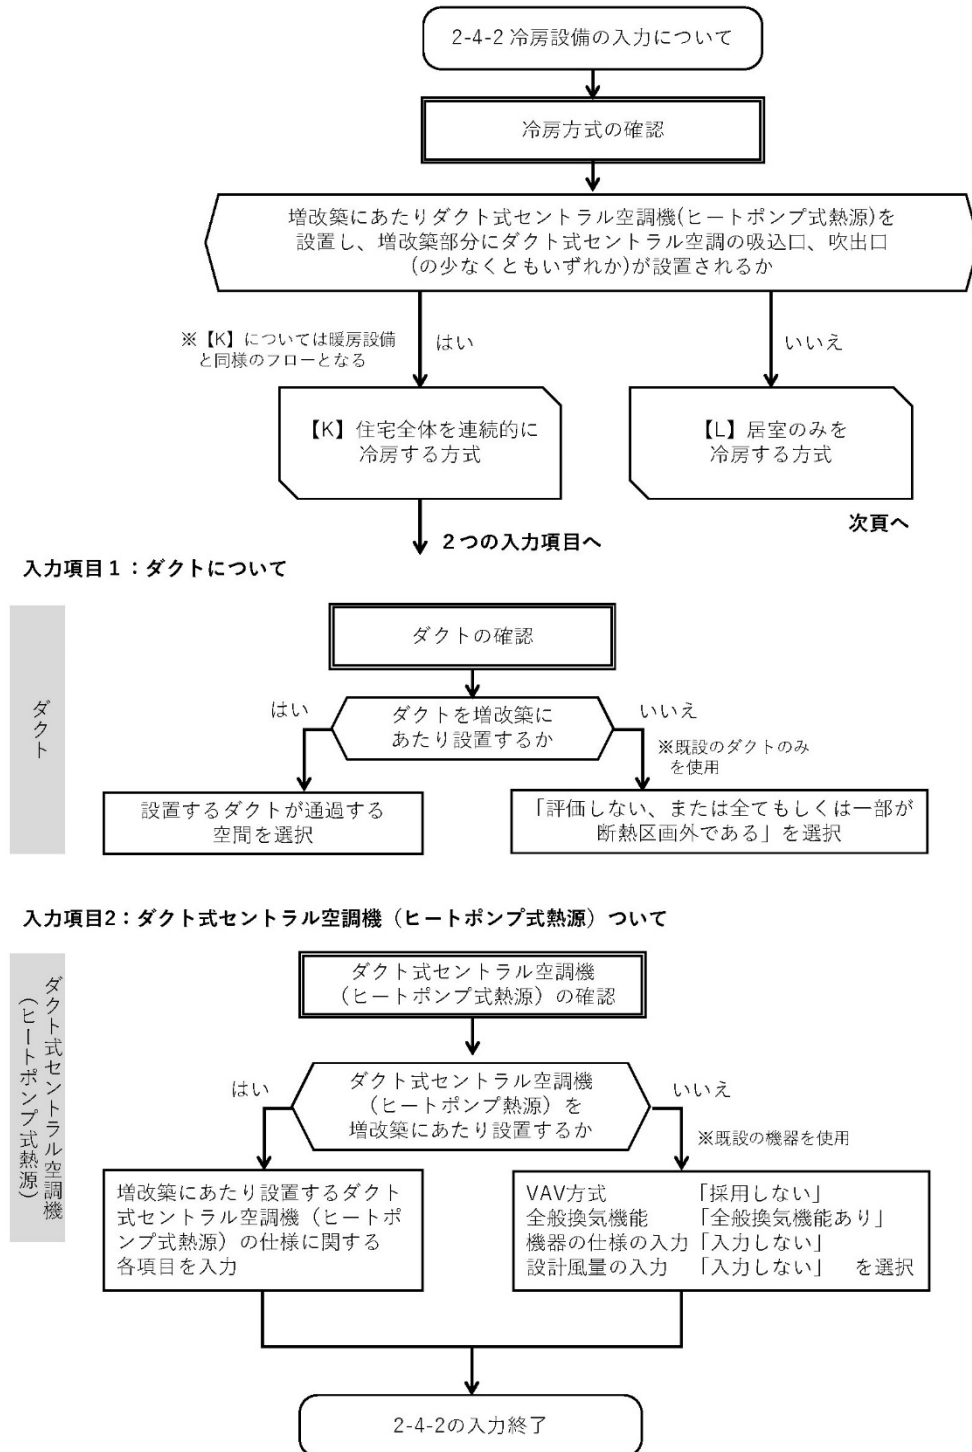 2-4-2 冷房設備の入力について
冷房方式の確認
増改築にあたりダクト式セントラル空調機(ヒートポンプ式熱源)を
設置し、増改築部分にダクト式セントラル空調の吸込口、吹出口
(の少なくともいずれか)が設置されるか
※【K】については暖房設備
と同様のフローとなる
はい
いいえ
【K】住宅全体を連続的に
冷房する方式
【L】居室のみを
冷房する方式
次頁へ
2つの入力項目へ
入力項目1：ダクトについて
ダクト
ダクトの確認
はい
ダクトを増改築に
あたり設置するか
いいえ
※既設のダクトのみ
を使用
設置するダクトが通過する
空間を選択
「評価しない、または全てもしくは一部が
断熱区画外である」を選択
入力項目2：ダクト式セントラル空調機（ヒートポンプ式熱源）ついて
ダクト式セントラル空調機
（ヒートポンプ式熱源）
ダクト式セントラル空調機
（ヒートポンプ式熱源）の確認
はい
ダクト式セントラル空調機
（ヒートポンプ熱源）を
増改築にあたり設置するか
いいえ
※既設の機器を使用
増改築にあたり設置するダクト
式セントラル空調機（ヒートポ
ンプ式熱源）の仕様に関する
各項目を入力
VAV方式 「採用しない」
全般換気機能 「全般換気機能あり」
機器の仕様の入力 「入力しない」
設計風量の入力 「入力しない」 を選択
2-4-2の入力終了